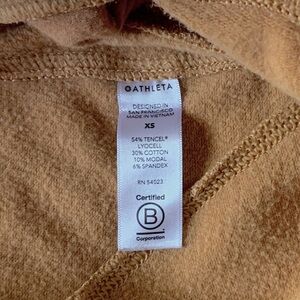 ATHLETA
DESIGNED IN
SAN FRANCISCO
MADE IN VIETNAM
XS
54% TENCEL®
LYOCELL
30% COTTON
10% MODAL
6% SPANDEX
RN 54023
Certified
B
Corporation